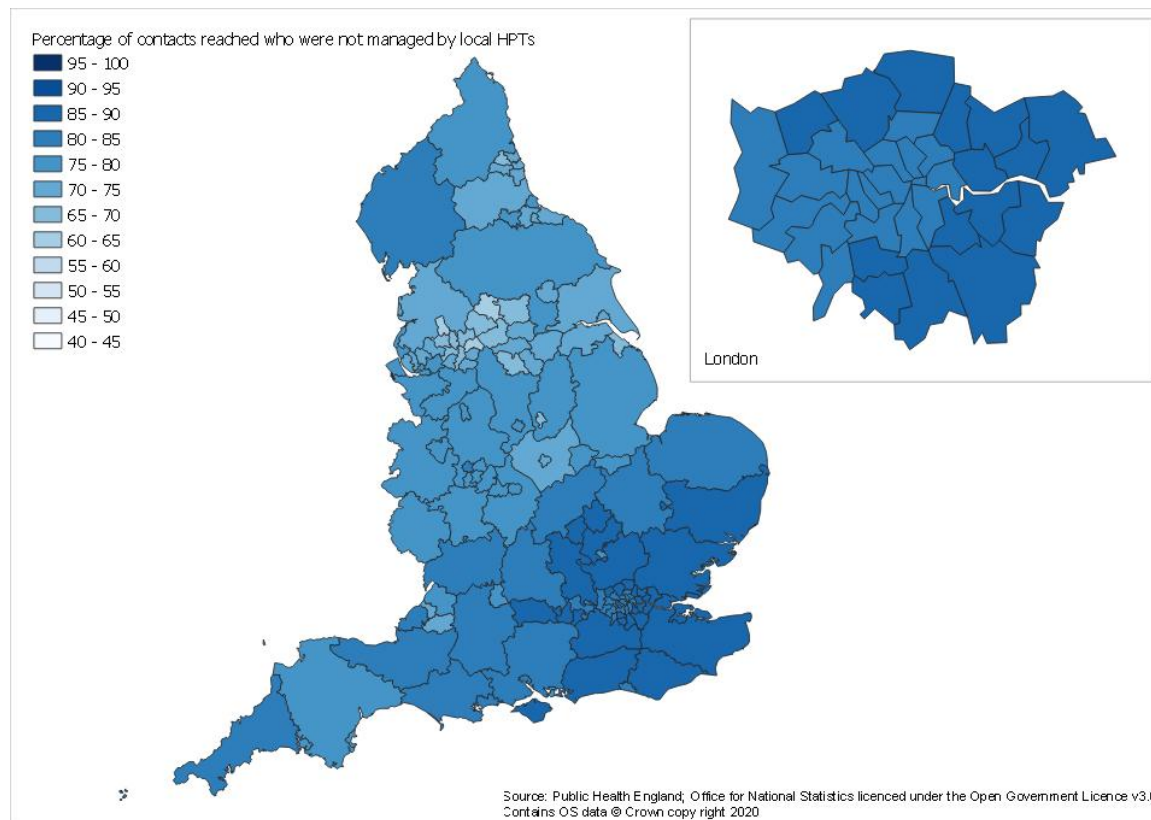 Percentage of contacts reached who were not managed by local HPTs
95 - 100
90 - 95
85 - 90
80 - 85
75 - 80
70 - 75
65 - 70
60 - 65
55 - 60
50 - 55
45 - 50
40 - 45
London
Source: Public Health England; Office for National Statistics licenced under the Open Government Licence v3.0
Contains OS data © Crown copy right 2020